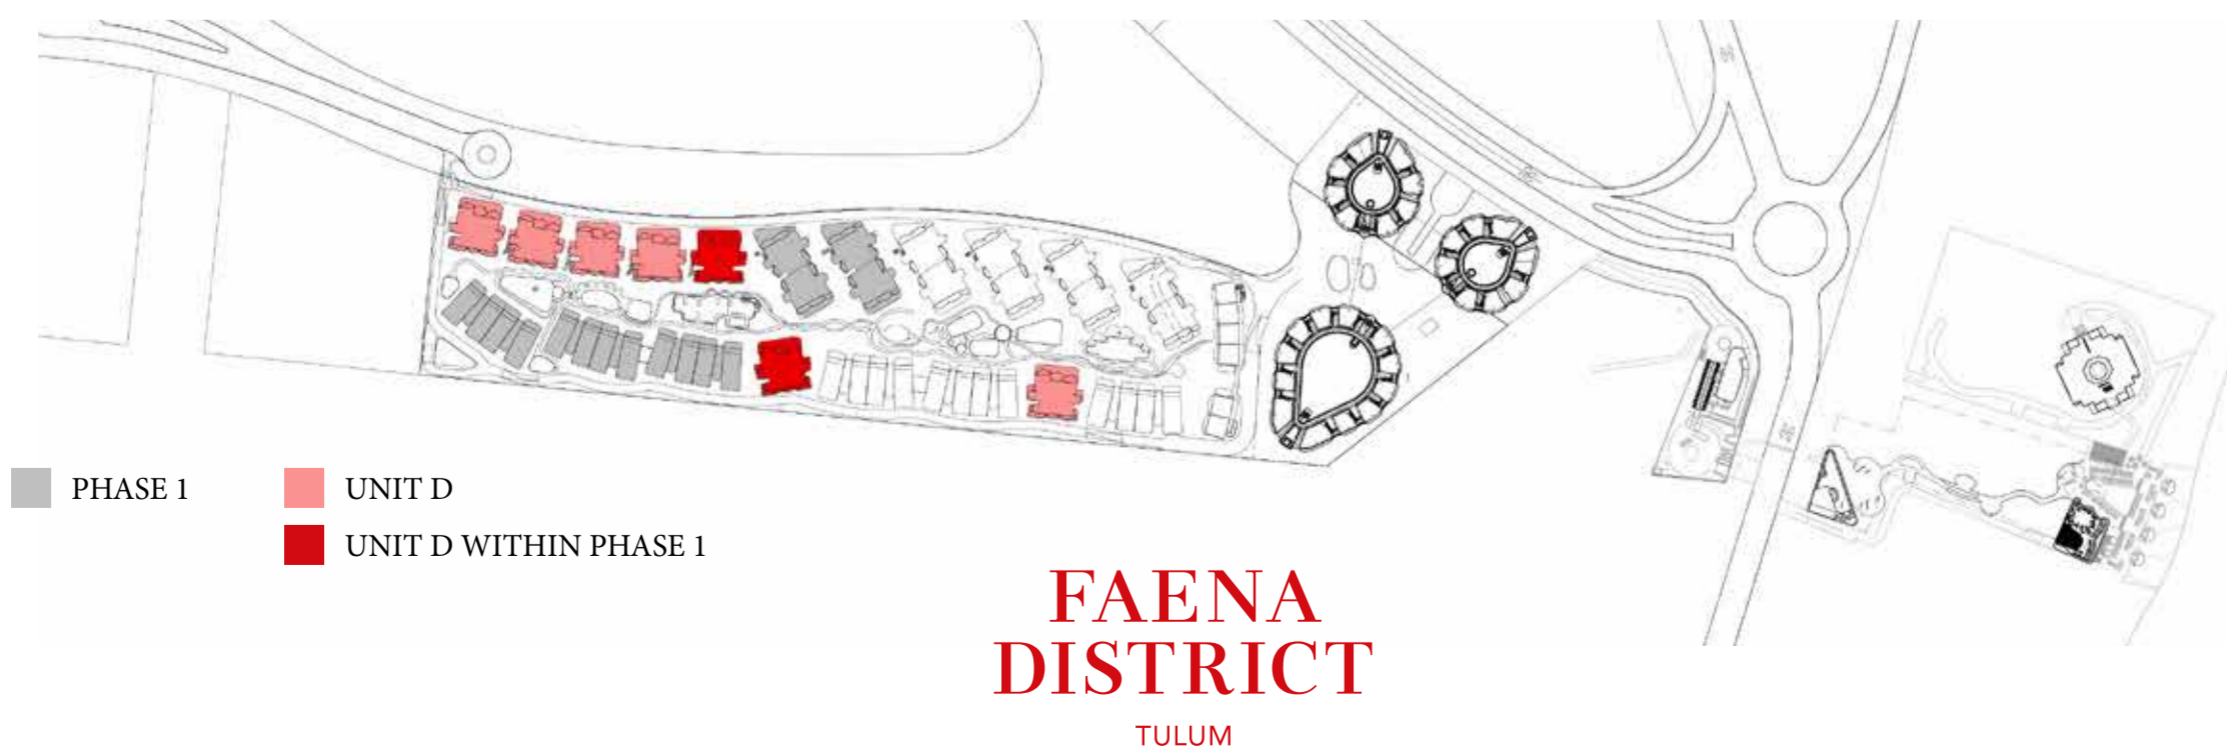 PHASE 1
UNIT D
UNIT D WITHIN PHASE 1
FAENA
DISTRICT
TULUM